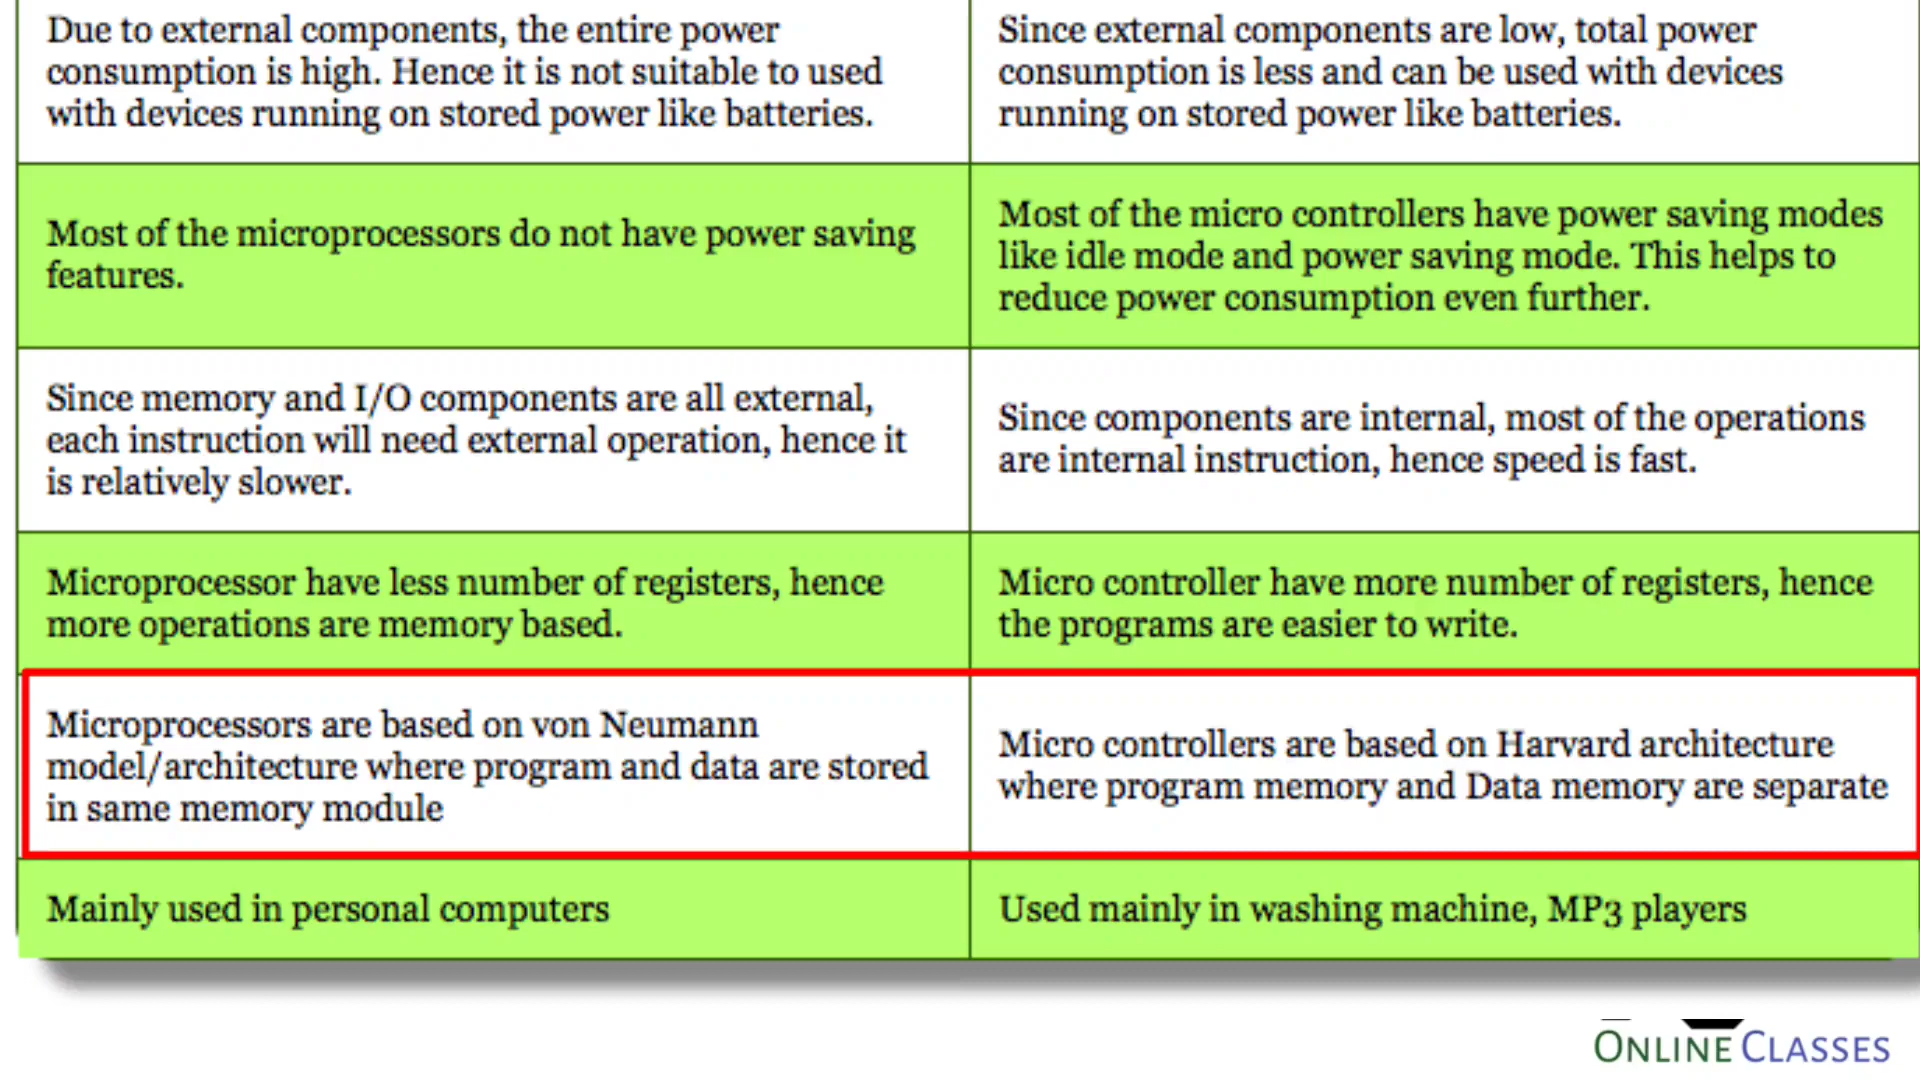 Due to external components, the entire power
consumption is high. Hence it is not suitable to used
with devices running on stored power like batteries.
Since external components are low, total power
consumption is less and can be used with devices
running on stored power like batteries.
Most of the microprocessors do not have power saving
features.
Most of the micro controllers have power saving modes
like idle mode and power saving mode. This helps to
reduce power consumption even further.
Since memory and I/O components are all external,
each instruction will need external operation, hence it
is relatively slower.
Since components are internal, most of the operations
are internal instruction, hence speed is fast.
Microprocessor have less number of registers, hence
more operations are memory based.
Micro controller have more number of registers, hence
the programs are easier to write.
Microprocessors are based on von Neumann
model/architecture where program and data are stored
in same memory module
Micro controllers are based on Harvard architecture
where program memory and Data memory are separate
Mainly used in personal computers
Used mainly in washing machine, MP3 players
ONLINE CLASSES